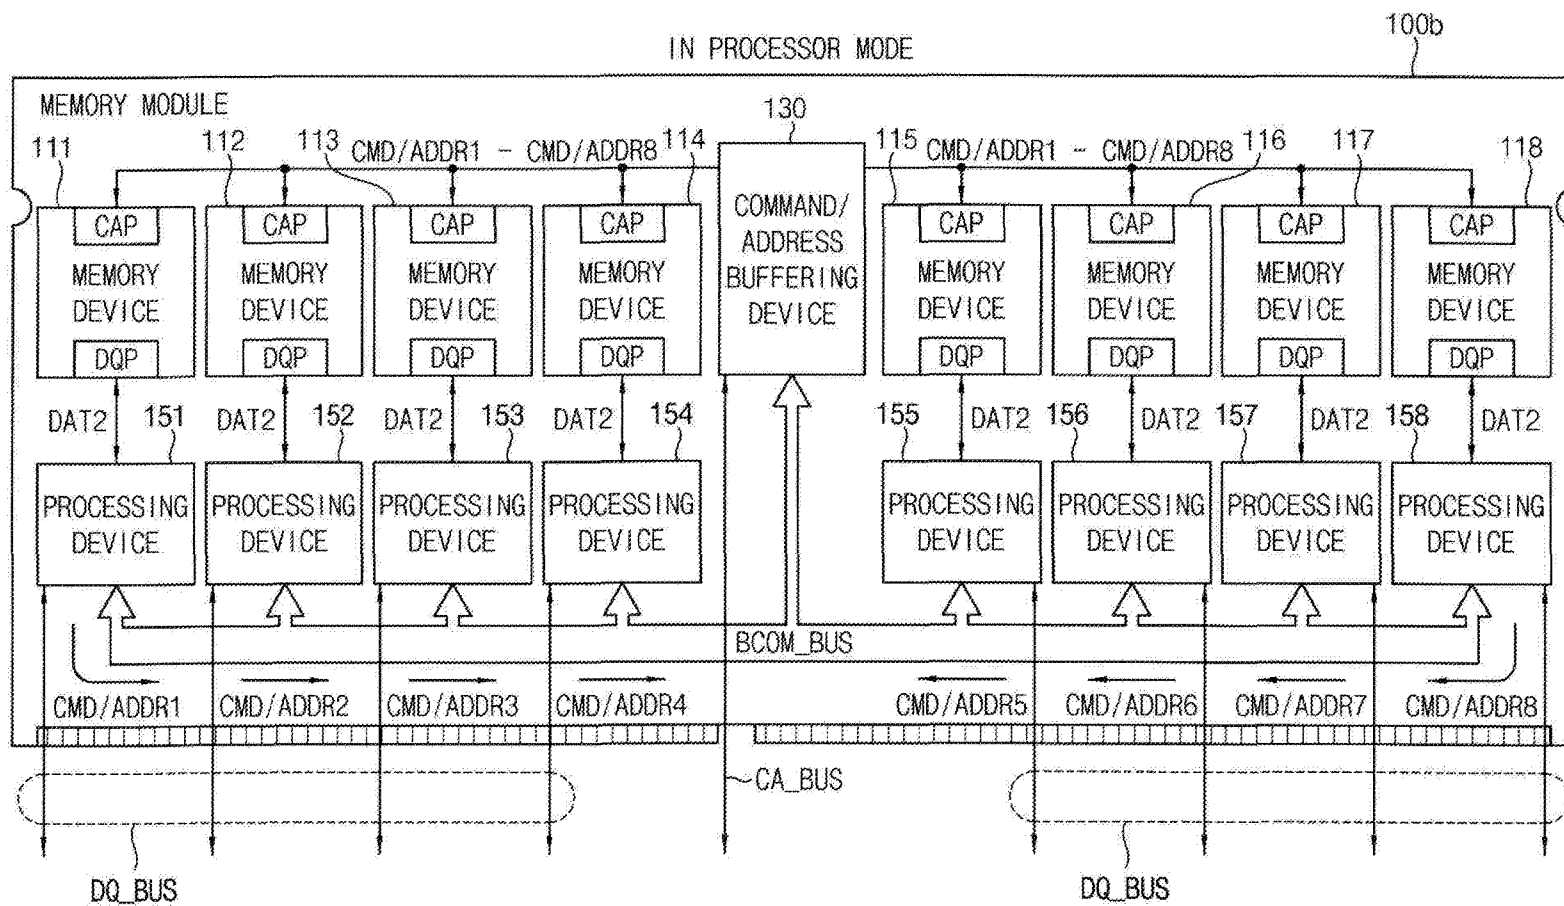 IN PROCESSOR MODE
100b
MEMORY MODULE
130
111
112
113
CMD/ADDR1 - CMD/ADDR8
114
115
CMD/ADDR1 - CMD/ADDR8
116
117
118
CAP
CAP
CAP
CAP
CAP
CAP
CAP
CAP
COMMAND/
ADDRESS
BUFFERING
DEVICE
MEMORY
DEVICE
MEMORY
DEVICE
MEMORY
DEVICE
MEMORY
DEVICE
MEMORY
DEVICE
MEMORY
DEVICE
MEMORY
DEVICE
MEMORY
DEVICE
DQP
DQP
DQP
DQP
DQP
DQP
DQP
DQP
DAT2
151
DAT2
152
DAT2
153
DAT2
154
155
DAT2
156
DAT2
157
DAT2
158
DAT2
PROCESSING
DEVICE
PROCESSING
DEVICE
PROCESSING
DEVICE
PROCESSING
DEVICE
PROCESSING
DEVICE
PROCESSING
DEVICE
PROCESSING
DEVICE
PROCESSING
DEVICE
BCOM_BUS
CMD/ADDR1
CMD/ADDR2
CMD/ADDR3
CMD/ADDR4
CMD/ADDR5
CMD/ADDR6
CMD/ADDR7
CMD/ADDR8
CA_BUS
DQ_BUS
DQ_BUS